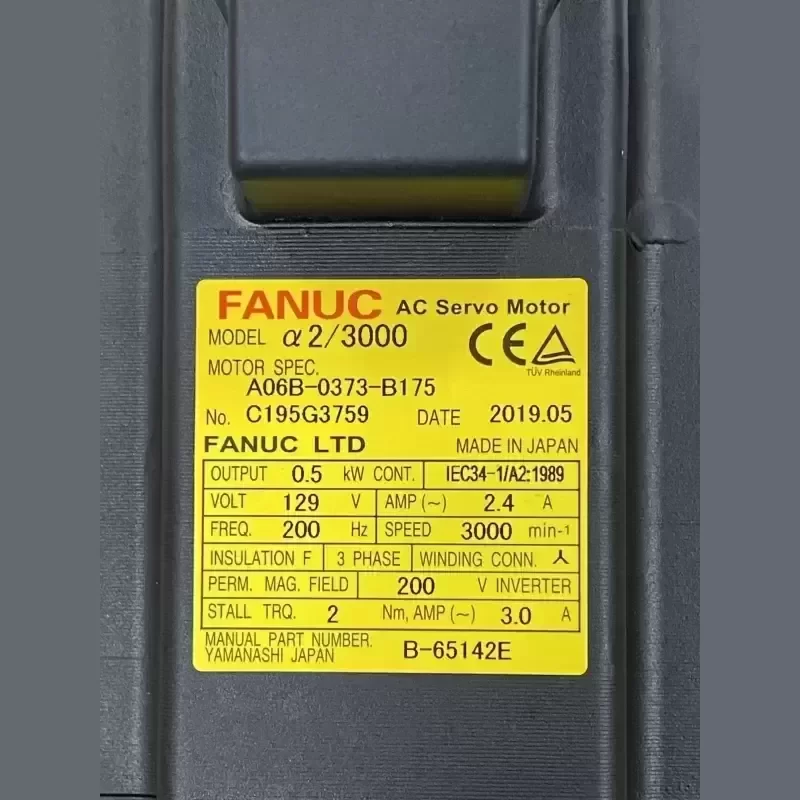 FANUC AC Servo Motor
MODEL α2/3000
CE
TÜV Rheinland
MOTOR SPEC.
A06B-0373-B175
No. C195G3759 DATE 2019.05
FANUC LTD MADE IN JAPAN
OUTPUT 0.5 kW CONT. IEC34-1/A2:1989
VOLT 129 V AMP(~) 2.4 A
FREQ. 200 Hz SPEED 3000 min-1
INSULATION F 3 PHASE WINDING CONN. 人
PERM. MAG. FIELD 200 V INVERTER
STALL TRQ. 2 Nm, AMP(~) 3.0 A
MANUAL PART NUMBER. B-65142E
YAMANASHI JAPAN